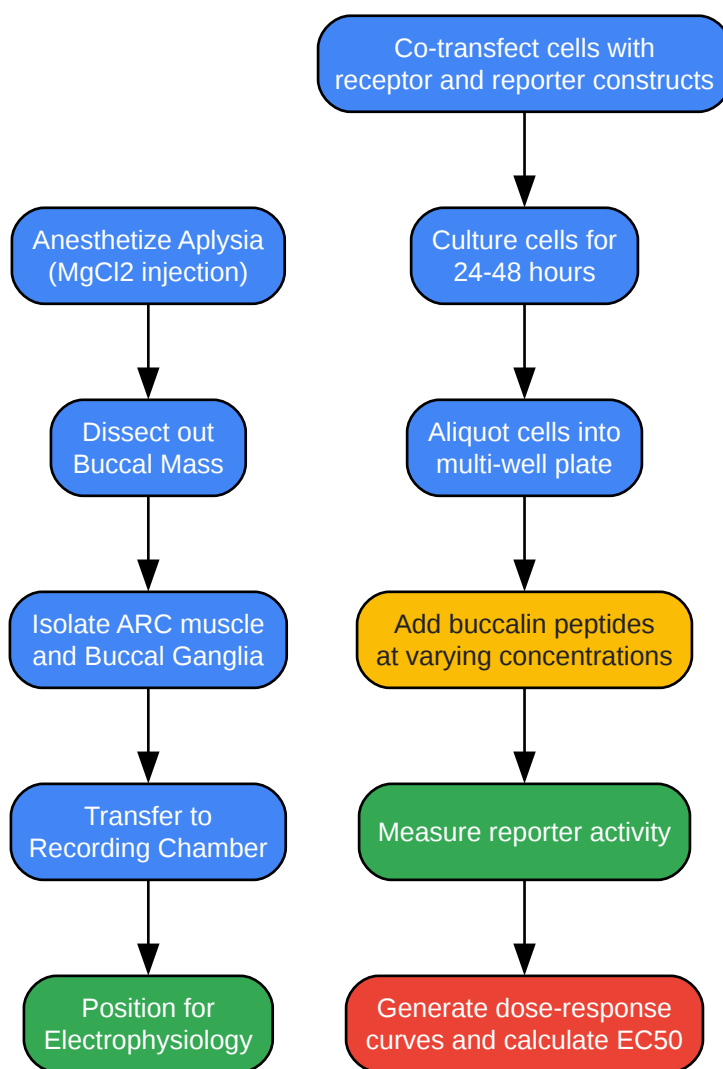 Co-transfect cells with
receptor and reporter constructs
Anesthetize Aplysia
(MgCl2 injection)
Culture cells for
24-48 hours
Dissect out
Buccal Mass
Aliquot cells into
multi-well plate
Isolate ARC muscle
and Buccal Ganglia
Add buccalin peptides
at varying concentrations
Transfer to
Recording Chamber
Measure reporter activity
Position for
Electrophysiology
Generate dose-response
curves and calculate EC50